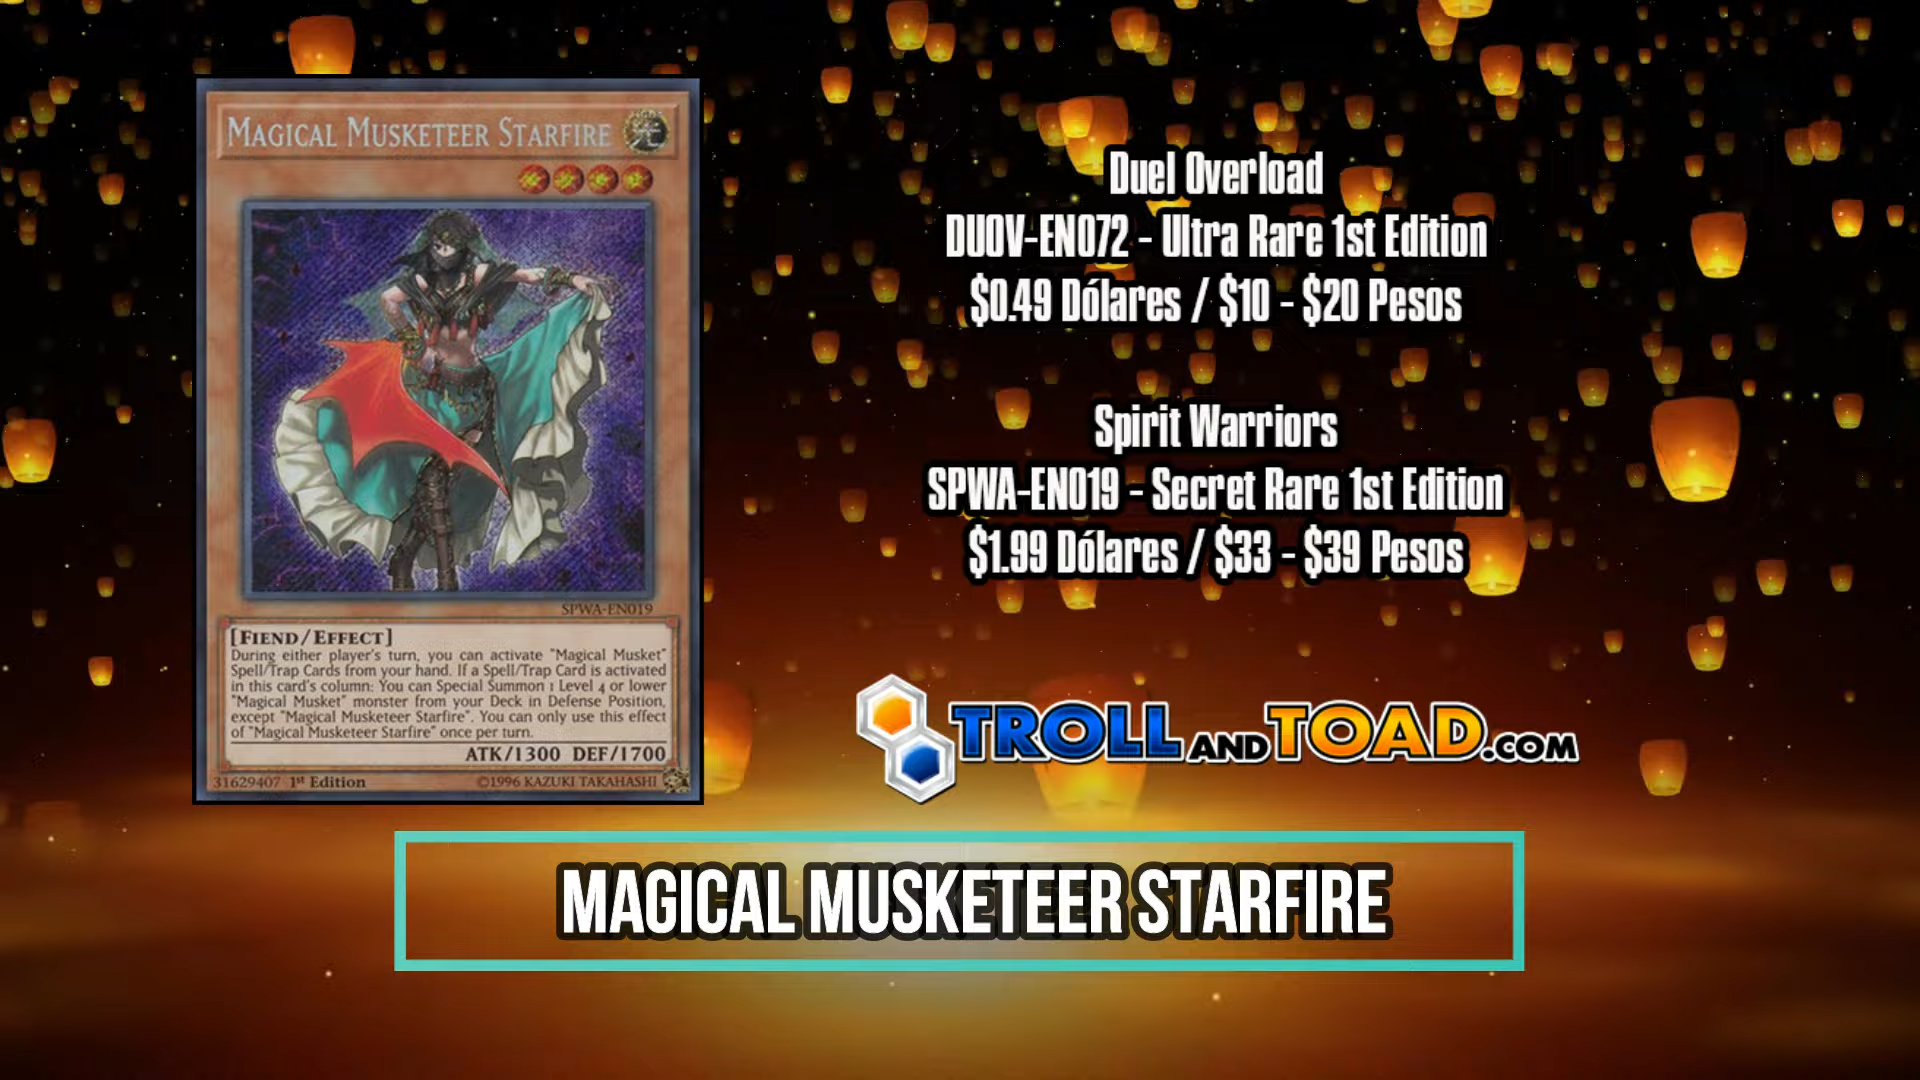 MAGICAL MUSKETEER STARFIRE
光
SPWA-EN019
[FIEND/EFFECT]
During either player's turn, you can activate "Magical Musket"
Spell/Trap Cards from your hand. If a Spell/Trap Card is activated
in this card's column: You can Special Summon 1 Level 4 or lower
"Magical Musket" monster from your Deck in Defense Position,
except "Magical Musketeer Starfire". You can only use this effect
of "Magical Musketeer Starfire" once per turn.
ATK/1300 DEF/1700
31629407 1st Edition ©1996 KAZUKI TAKAHASHI
Duel Overload
DUOV-EN072 - Ultra Rare 1st Edition
$0.49 Dólares / $10 - $20 Pesos
Spirit Warriors
SPWA-EN019 - Secret Rare 1st Edition
$1.99 Dólares / $33 - $39 Pesos
TROLL AND TOAD.COM
MAGICAL MUSKETEER STARFIRE